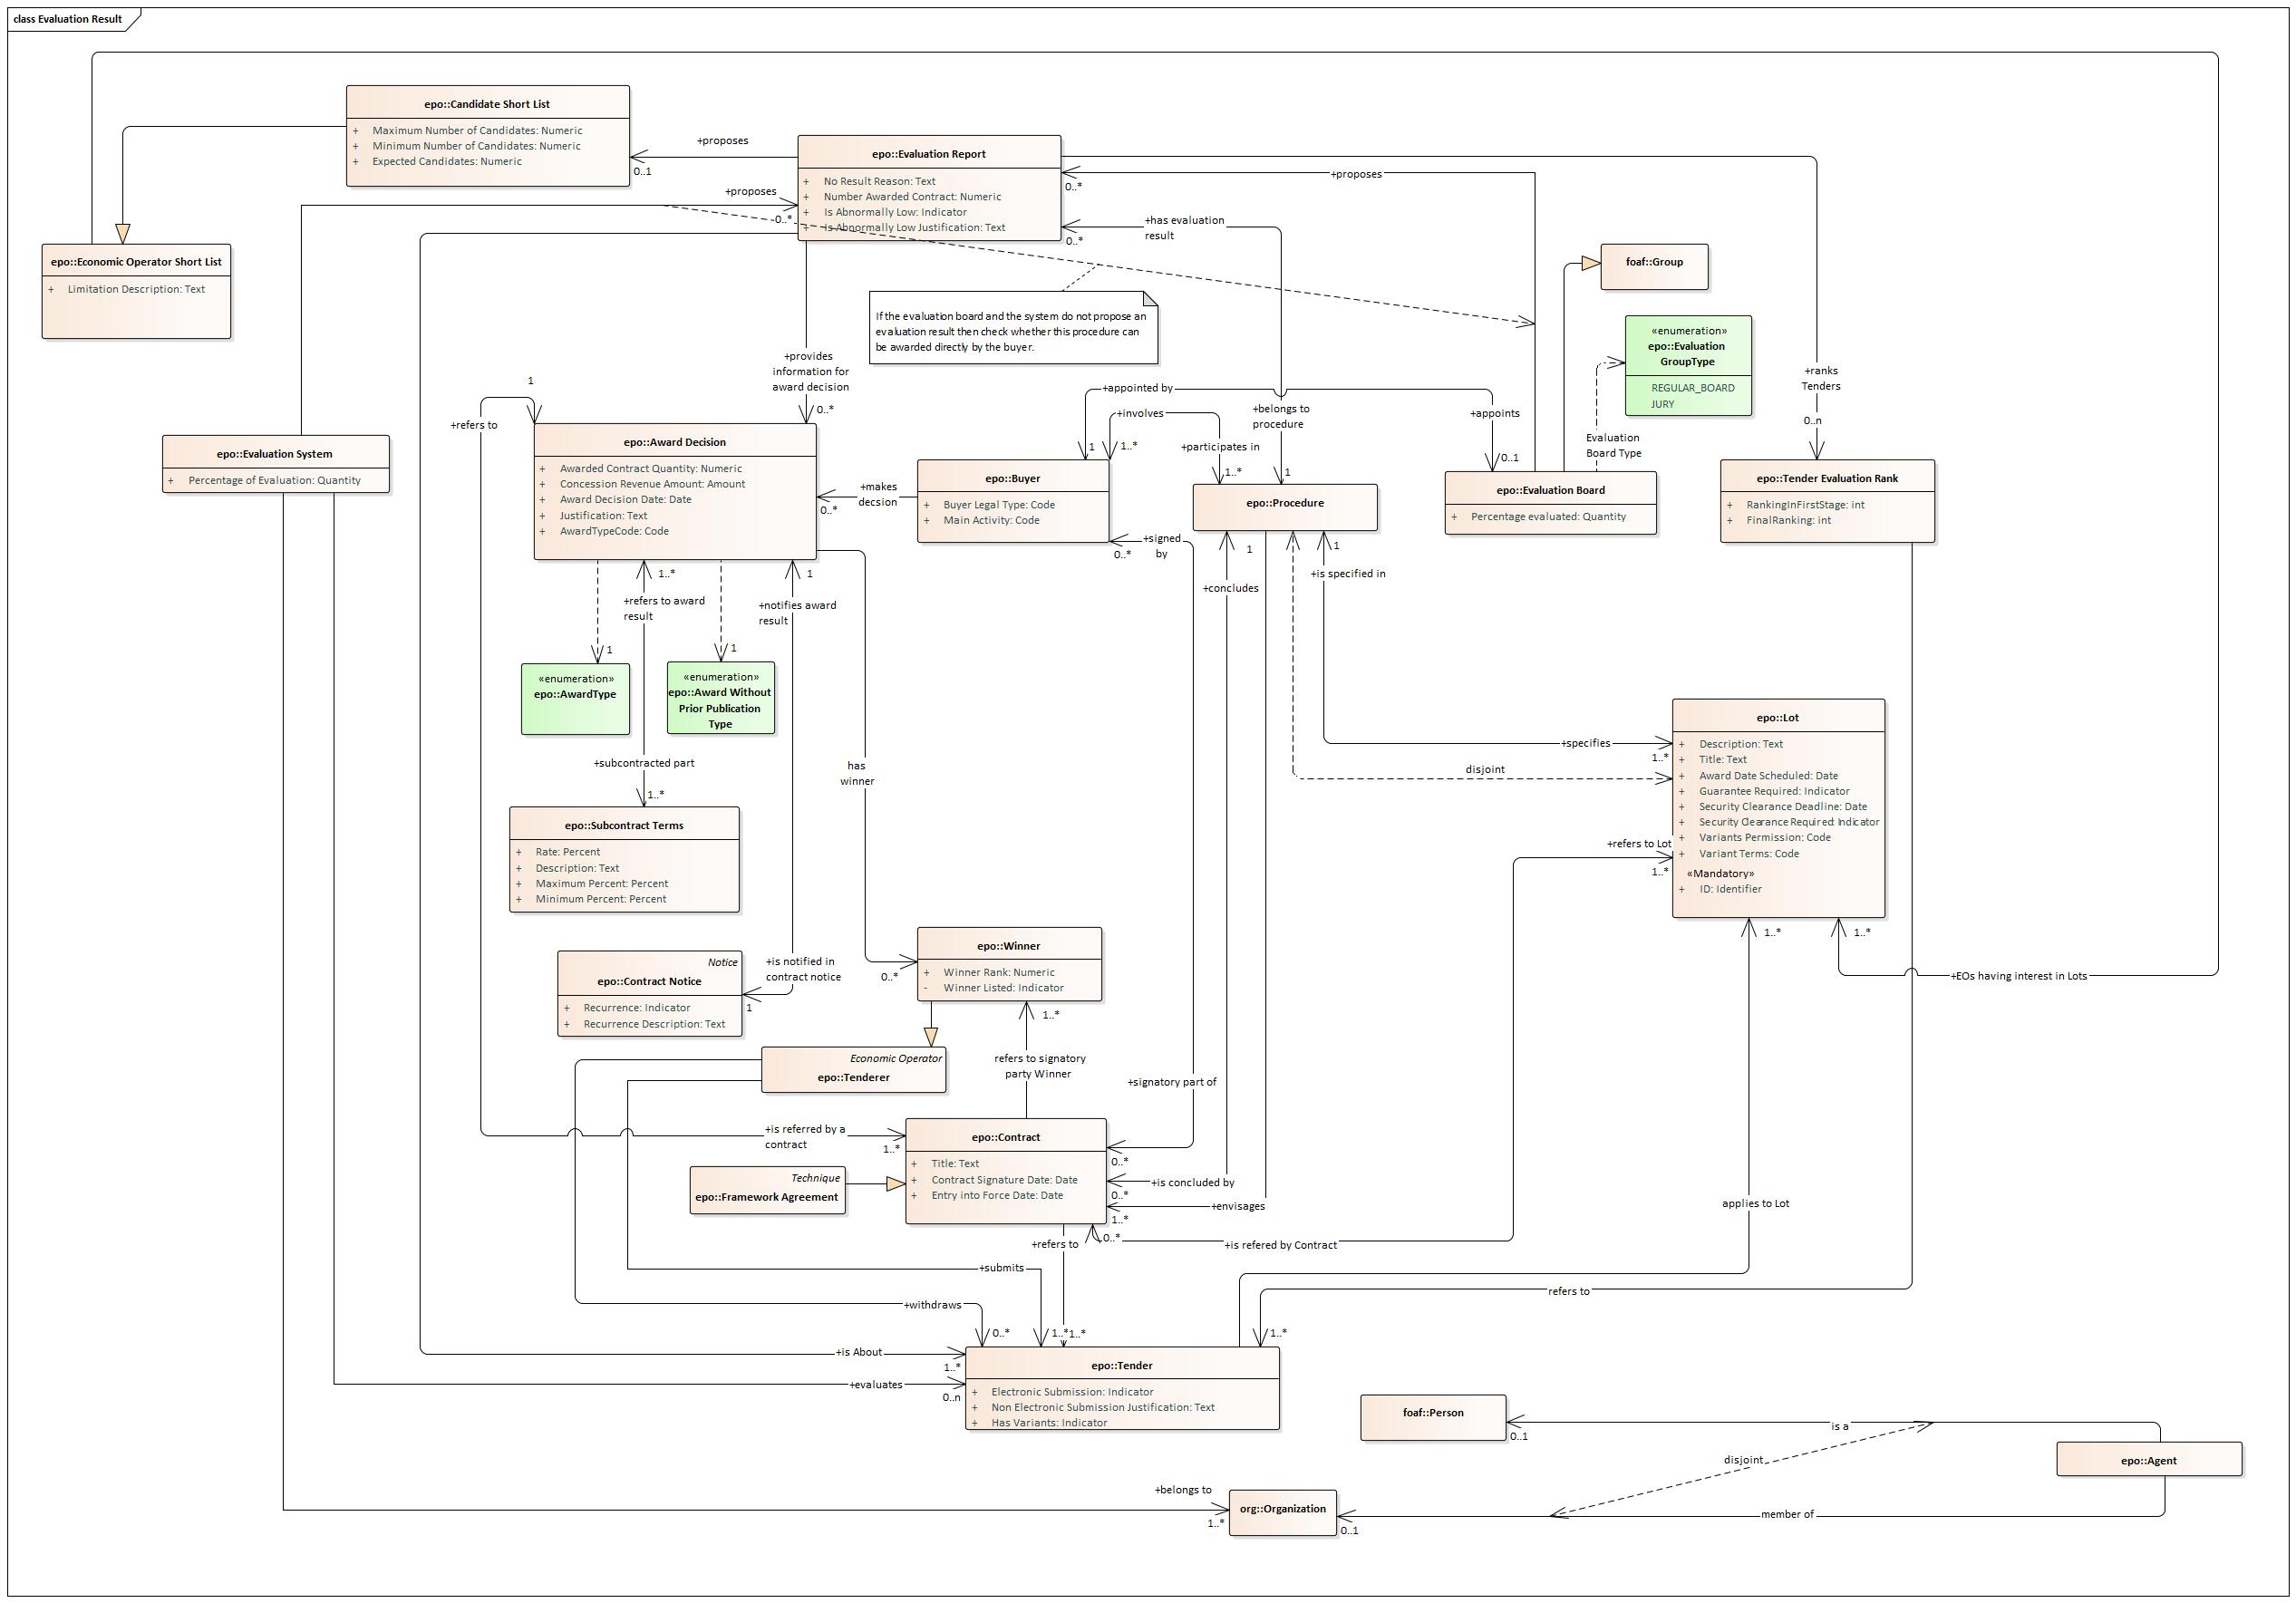 class Evaluation Result
epo::Candidate Short List
+ Maximum Number of Candidates: Numeric
+ Minimum Number of Candidates: Numeric
+ Expected Candidates: Numeric
+proposes
0..1
epo::Evaluation Report
+ No Result Reason: Text
+ Number Awarded Contract: Numeric
+ Is Abnormally Low: Indicator
+ Is Abnormally Low Justification: Text
+proposes
0..*
+proposes
0..*
+has evaluation
result
0..*
epo::Economic Operator Short List
+ Limitation Description: Text
foaf::Group
If the evaluation board and the system do not propose an
evaluation result then check whether this procedure can
be awarded directly by the buyer.
«enumeration»
epo::Evaluation
GroupType
REGULAR_BOARD
JURY
+provides
information for
award decision
0..*
+ranks
Tenders
0..n
1
+refers to
+appointed by
1
+involves
1..*
+participates in
1..*
+belongs to
procedure
1
+appoints
0..1
Evaluation
Board Type
epo::Evaluation System
+ Percentage of Evaluation: Quantity
epo::Award Decision
+ Awarded Contract Quantity: Numeric
+ Concession Revenue Amount: Amount
+ Award Decision Date: Date
+ Justification: Text
+ AwardTypeCode: Code
+makes
decsion
0..*
epo::Buyer
+ Buyer Legal Type: Code
+ Main Activity: Code
epo::Procedure
epo::Evaluation Board
+ Percentage evaluated: Quantity
epo::Tender Evaluation Rank
+ RankingInFirstStage: int
+ FinalRanking: int
0..*
+signed
by
1
+concludes
1
+is specified in
1..*
+refers to award
result
1
+notifies award
result
1
1
«enumeration»
epo::AwardType
«enumeration»
epo::Award Without
Prior Publication
Type
+subcontracted part
1..*
has
winner
0..*
+specifies
1..*
disjoint
epo::Lot
+ Description: Text
+ Title: Text
+ Award Date Scheduled: Date
+ Guarantee Required: Indicator
+ Security Clearance Deadline: Date
+ Security Clearance Required: Indicator
+ Variants Permission: Code
+ Variant Terms: Code
«Mandatory»
+ ID: Identifier
+refers to Lot
1..*
epo::Subcontract Terms
+ Rate: Percent
+ Description: Text
+ Maximum Percent: Percent
+ Minimum Percent: Percent
1..*
1..*
+EOs having interest in Lots
Notice
epo::Contract Notice
+ Recurrence: Indicator
+ Recurrence Description: Text
+is notified in
contract notice
1
epo::Winner
+ Winner Rank: Numeric
- Winner Listed: Indicator
1..*
Economic Operator
epo::Tenderer
refers to signatory
party Winner
+signatory part of
+is referred by a
contract
1..*
epo::Contract
+ Title: Text
+ Contract Signature Date: Date
+ Entry into Force Date: Date
0..*
+is concluded by
0..*
+envisages
1..*
Technique
epo::Framework Agreement
applies to Lot
+refers to
0..*
+is refered by Contract
+submits
refers to
+withdraws
0..*
1..*
1..*
1..*
+is About
1..*
+evaluates
0..n
epo::Tender
+ Electronic Submission: Indicator
+ Non Electronic Submission Justification: Text
+ Has Variants: Indicator
foaf::Person
0..1
is a
disjoint
epo::Agent
+belongs to
1..*
org::Organization
0..1
member of